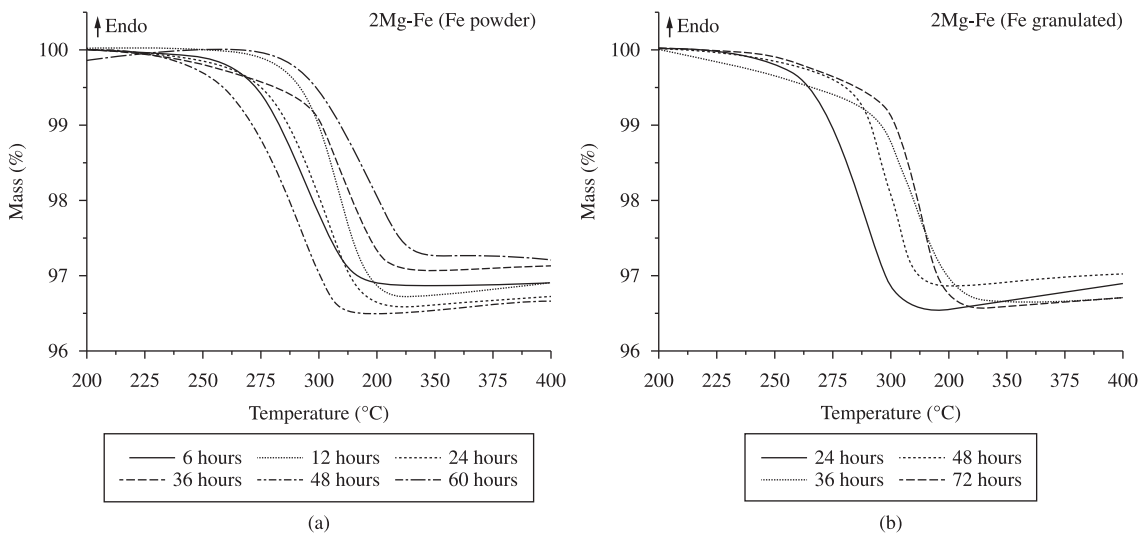 Endo
2Mg-Fe (Fe powder)
100
99
98
97
96
Mass (%)
200 225 250 275 300 200 350 375 400
Temperature (°C)
6 hours 12 hours 24 hours
36 hours 48 hours 60 hours
(a)
Endo
2Mg-Fe (Fe granulated)
100
99
98
97
96
Mass (%)
200 225 250 275 300 200 350 375 400
Temperature (°C)
24 hours 48 hours
36 hours 72 hours
(b)